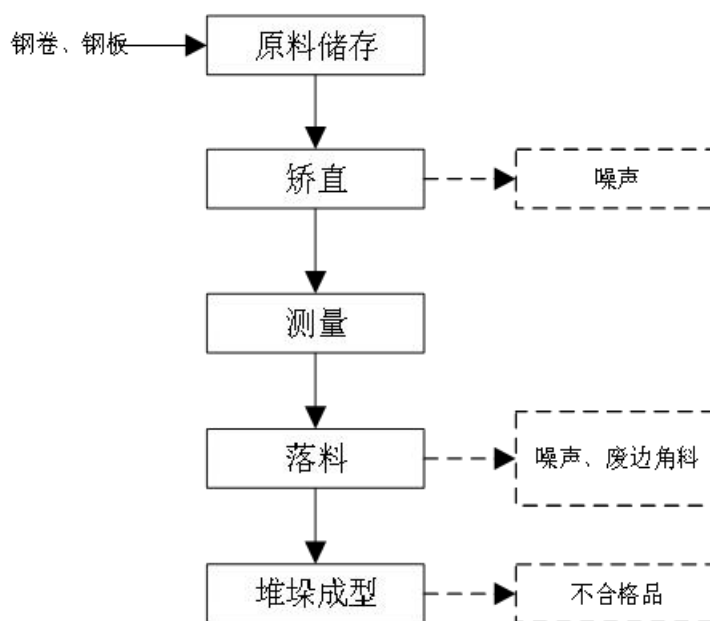 钢卷、钢板
原料储存
矫直
噪声
测量
落料
噪声、废边角料
堆垛成型
不合格品